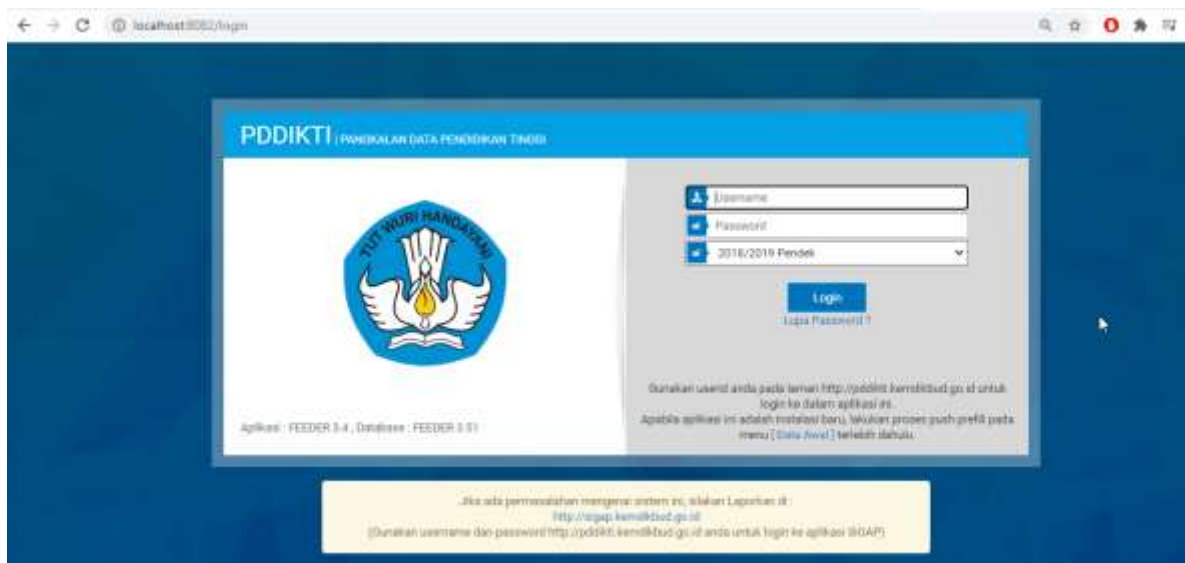 localhost:8082/login
PDDIKTI | PANGKALAN DATA PENDIDIKAN TINGGI
TUT WURI HANDAYANI
Username
Password
2018/2019 Pendek
Login
Lupa Password ?
Gunakan userid anda pada laman http://pddikti.kemdikbud.go.id untuk
login ke dalam aplikasi ini.
Apabila aplikasi ini adalah instalasi baru, lakukan proses push prefill pada
menu [ Data Awal ] terlebih dahulu.
Aplikasi : FEEDER 3.4 , Database : FEEDER 3.51
Jika ada permasalahan mengenai sistem ini, silakan Laporkan di :
http://sigap.kemdikbud.go.id
(Gunakan username dan password http://pddikti.kemdikbud.go.id anda untuk login ke aplikasi SIGAP)